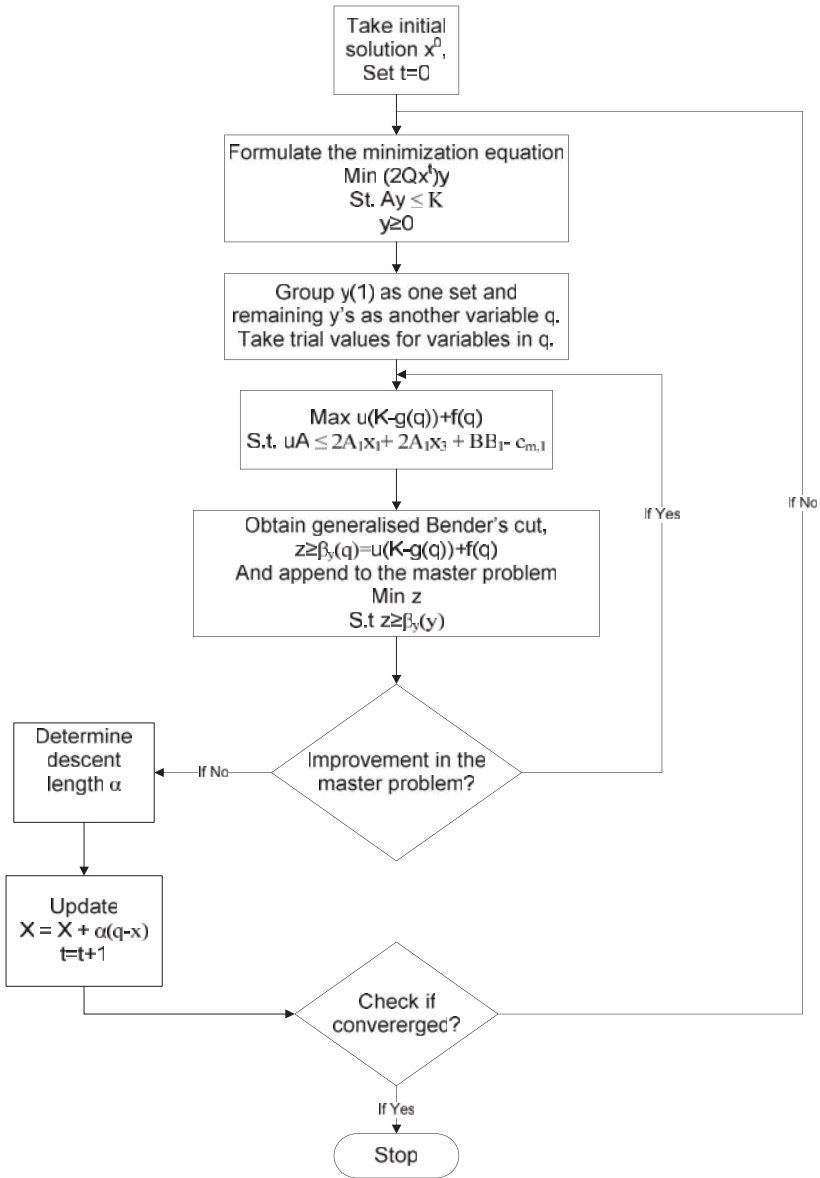 Take initial
solution x⁰,
Set t=0
Formulate the minimization equation
Min (2Qxᵗ)y
St. Ay ≤ K
y≥0
Group y(1) as one set and
remaining y's as another variable q.
Take trial values for variables in q.
Max u(K-g(q))+f(q)
S.t. uA ≤ 2A₁x₁+ 2A₁x₃ + BB₁- cₘ,₁
If Yes
If No
Obtain generalised Bender's cut,
z≥βᵧ(q)=u(K-g(q))+f(q)
And append to the master problem
Min z
S.t z≥βᵧ(y)
Improvement in the
master problem?
If No
Determine
descent
length α
Update
X = X + α(q-x)
t=t+1
Check if
convererged?
If Yes
Stop